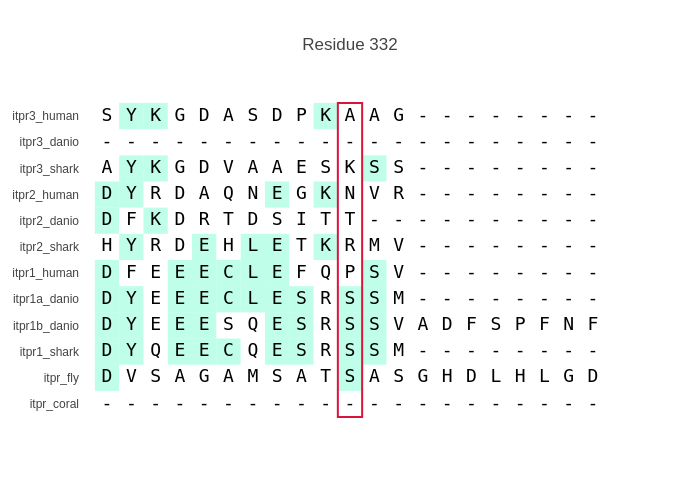 Residue 332
itpr3_human S Y K G D A S D P K A A G - - - - - - - -
itpr3_danio - - - - - - - - - - - - - - - - - - - - -
itpr3_shark A Y K G D V A A E S K S S - - - - - - - -
itpr2_human D Y R D A Q N E G K N V R - - - - - - - -
itpr2_danio D F K D R T D S I T T - - - - - - - - - -
itpr2_shark H Y R D E H L E T K R M V - - - - - - - -
itpr1_human D F E E E C L E F Q P S V - - - - - - - -
itpr1a_danio D Y E E E C L E S R S S M - - - - - - - -
itpr1b_danio D Y E E E S Q E S R S S V A D F S P F N F
itpr1_shark D Y Q E E C Q E S R S S M - - - - - - - -
itpr_fly D V S A G A M S A T S A S G H D L H L G D
itpr_coral - - - - - - - - - - - - - - - - - - - - -